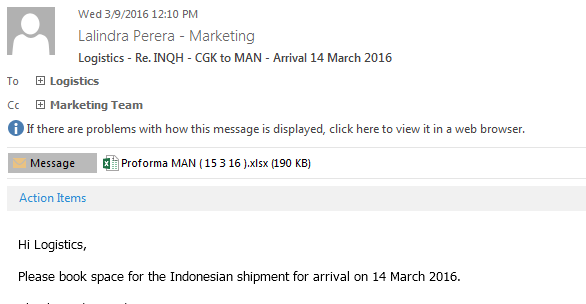 Wed 3/9/2016 12:10 PM
Lalindra Perera - Marketing
Logistics - Re. INQH - CGK to MAN - Arrival 14 March 2016
To Logistics
Cc Marketing Team
If there are problems with how this message is displayed, click here to view it in a web browser.
Message Proforma MAN ( 15 3 16 ).xlsx (190 KB)
Action Items
Hi Logistics,
Please book space for the Indonesian shipment for arrival on 14 March 2016.